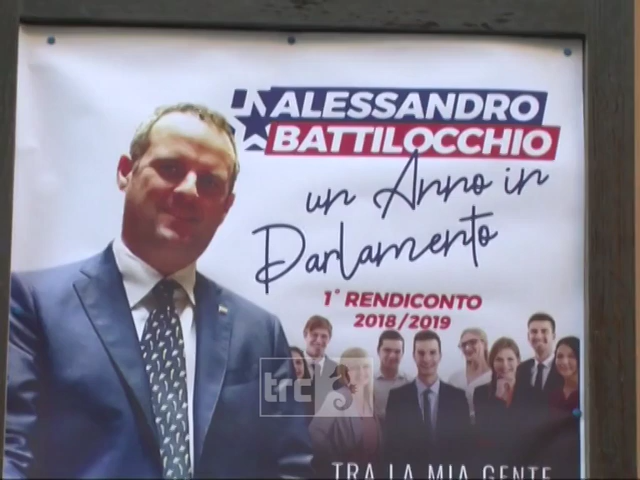 ALESSANDRO
BATTILOCCHIO
un Anno in
Parlamento
1° RENDICONTO
2018/2019
trc
TRA LA MIA GENTE